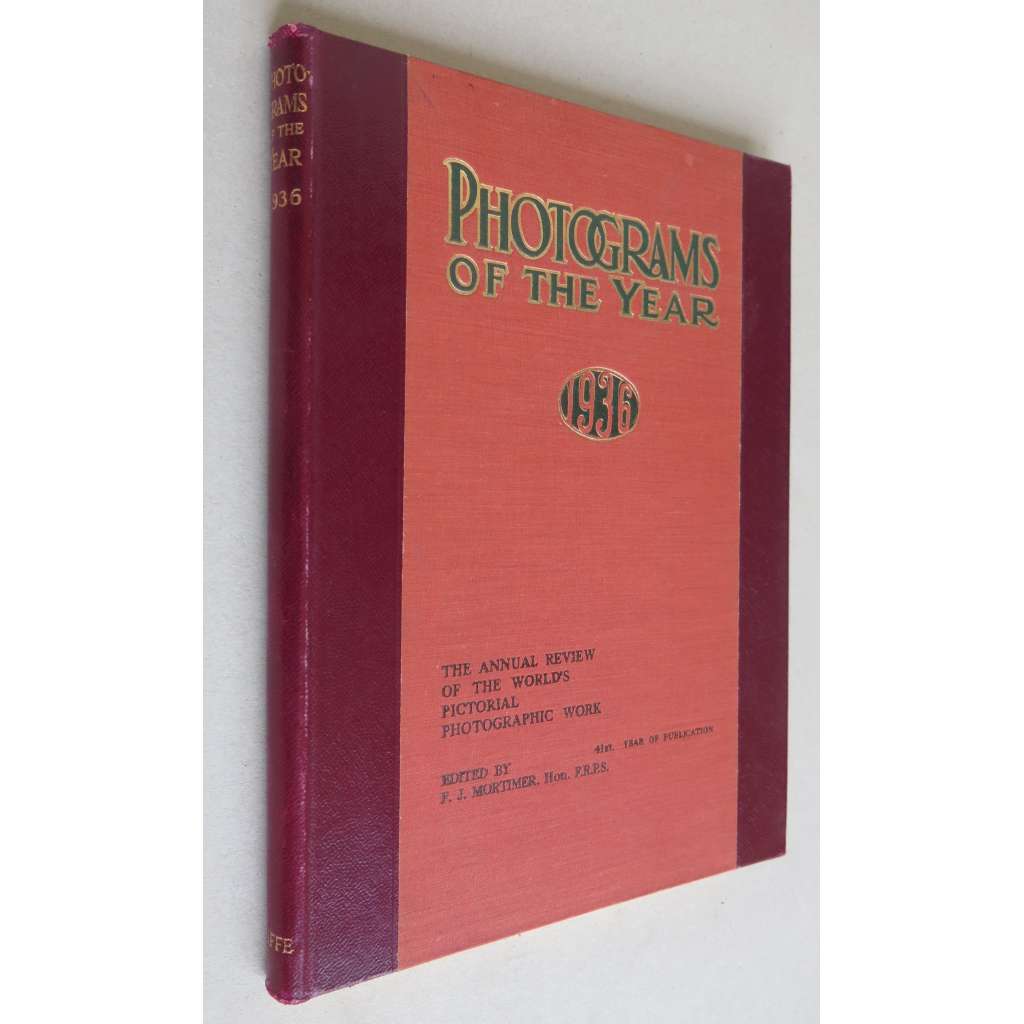 PHOTOGRAMS
OF THE YEAR
1936
THE ANNUAL REVIEW
OF THE WORLD'S
PICTORIAL
PHOTOGRAPHIC WORK
41st. YEAR OF PUBLICATION
EDITED BY
F. J. MORTIMER, Hon. F.R.P.S.
HOTO-
GRAMS
OF THE
YEAR
1936